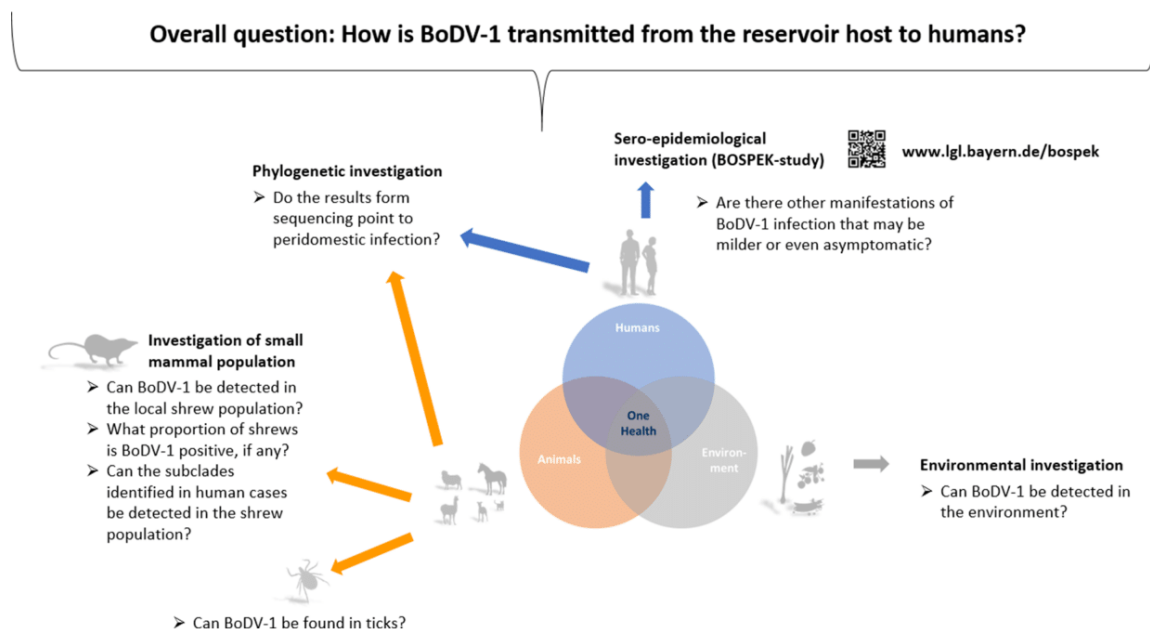 Overall question: How is BoDV-1 transmitted from the reservoir host to humans?
Sero-epidemiological
investigation (BOSPEK-study)
www.lgl.bayern.de/bospek
➢ Are there other manifestations of
BoDV-1 infection that may be
milder or even asymptomatic?
Phylogenetic investigation
➢ Do the results form
sequencing point to
peridomestic infection?
Investigation of small
mammal population
➢ Can BoDV-1 be detected in
the local shrew population?
➢ What proportion of shrews
is BoDV-1 positive, if any?
➢ Can the subclades
identified in human cases
be detected in the shrew
population?
Humans
One
Health
Animals
Environ-
ment
Environmental investigation
➢ Can BoDV-1 be detected in
the environment?
➢ Can BoDV-1 be found in ticks?